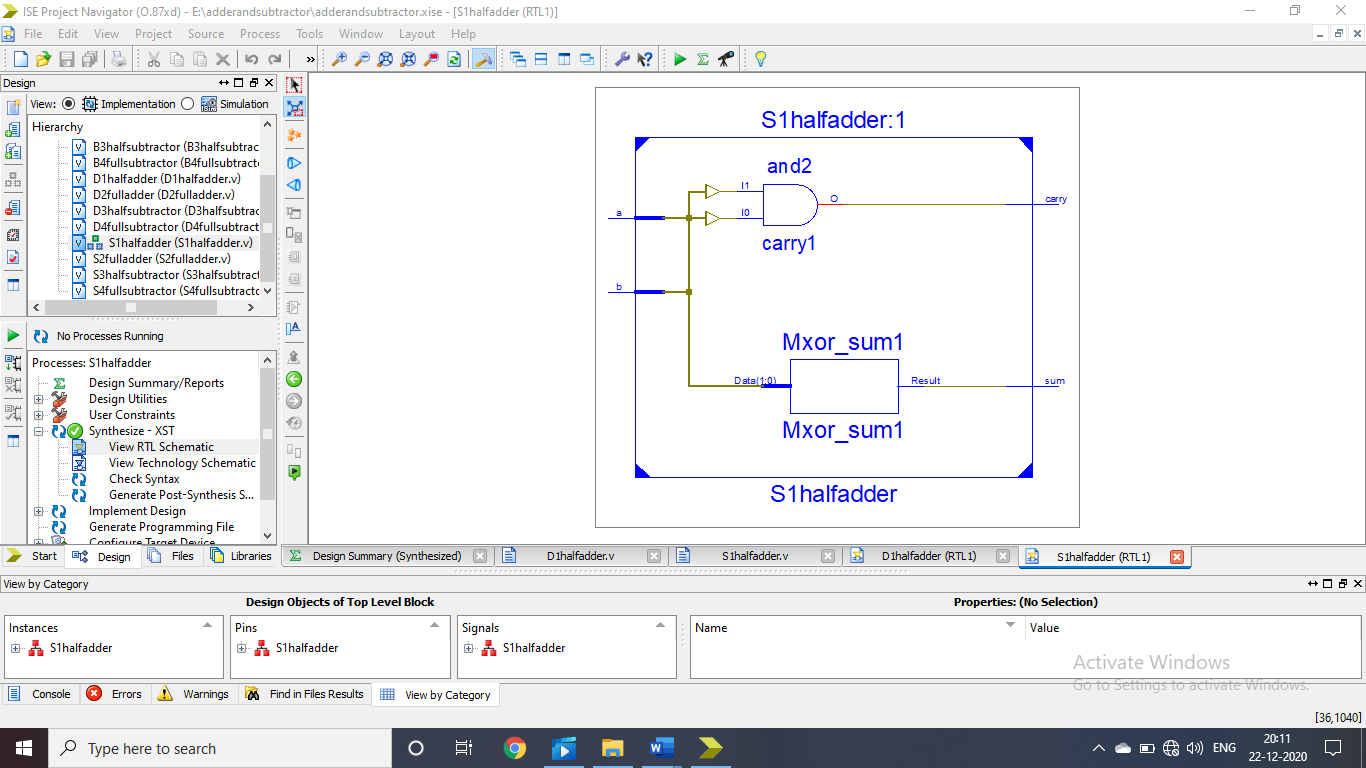 ISE Project Navigator (O.87xd) - E:\adderandsubtractor\adderandsubtractor.xise - [S1halfadder (RTL1)]
File Edit View Project Source Process Tools Window Layout Help
Design
View: Implementation Simulation
Hierarchy
B3halfsubtractor (B3halfsubtrac
B4fullsubtractor (B4fullsubtracto
D1halfadder (D1halfadder.v)
D2fulladder (D2fulladder.v)
D3halfsubtractor (D3halfsubtrac
D4fullsubtractor (D4fullsubtracto
S1halfadder (S1halfadder.v)
S2fulladder (S2fulladder.v)
S3halfsubtractor (S3halfsubtract
S4fullsubtractor (S4fullsubtracto
No Processes Running
Processes: S1halfadder
Design Summary/Reports
Design Utilities
User Constraints
Synthesize - XST
View RTL Schematic
View Technology Schematic
Check Syntax
Generate Post-Synthesis S...
Implement Design
Generate Programming File
Configure Target Device
Start Design Files Libraries
S1halfadder:1
and2
I1
I0
O
carry
a
carry1
b
Mxor_sum1
Data(1:0)
Result
sum
Mxor_sum1
S1halfadder
Design Summary (Synthesized) D1halfadder.v S1halfadder.v D1halfadder (RTL1) S1halfadder (RTL1)
View by Category
Design Objects of Top Level Block Properties: (No Selection)
Instances Pins Signals Name Value
S1halfadder S1halfadder S1halfadder
Activate Windows
Go to Settings to activate Windows.
Console Errors Warnings Find in Files Results View by Category
[36,1040]
Type here to search
ENG
20:11
22-12-2020